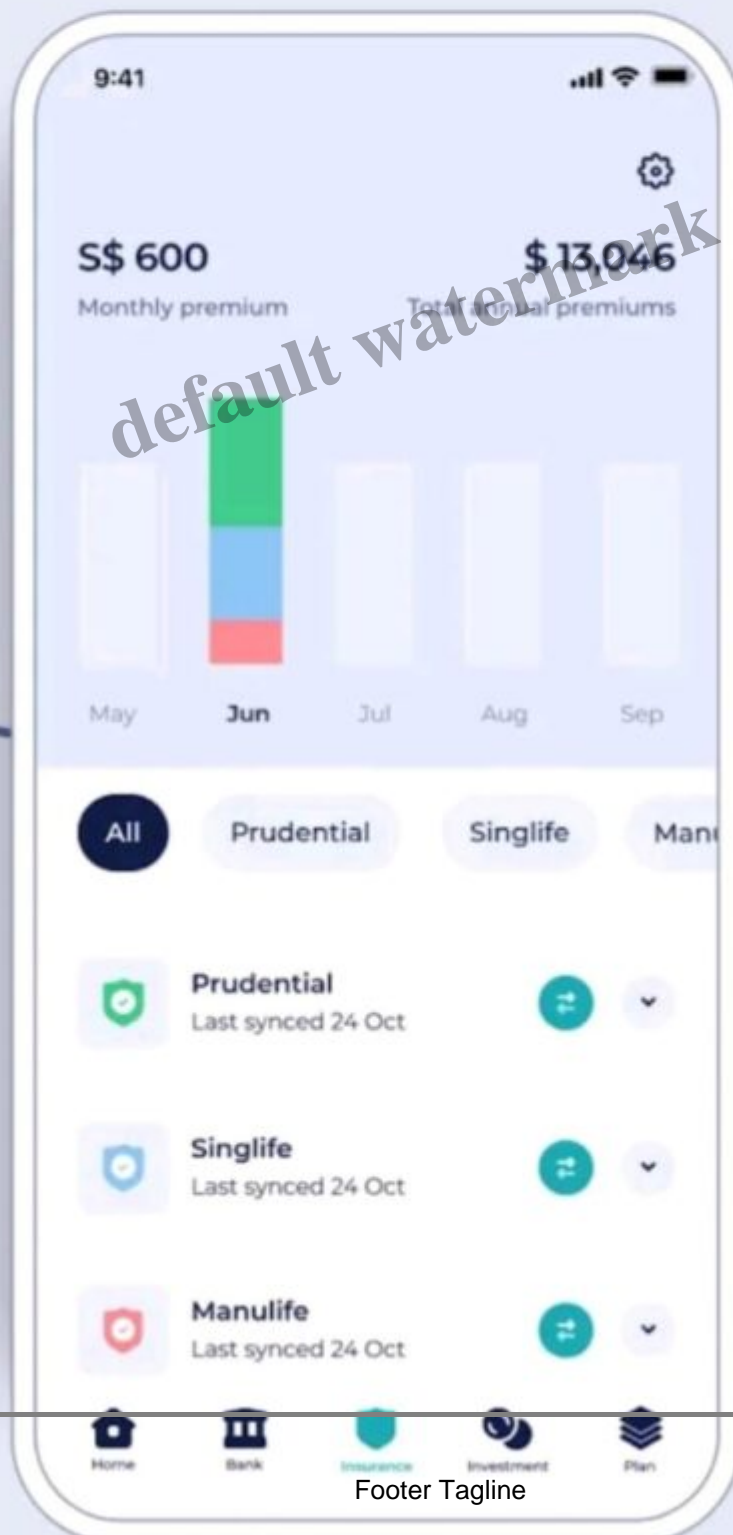 9:41
S$ 600
$ 13,046
Monthly premium
Total annual premiums
default watermark
May
Jun
Jul
Aug
Sep
All
Prudential
Singlife
Manu
Prudential
Last synced 24 Oct
Singlife
Last synced 24 Oct
Manulife
Last synced 24 Oct
Home
Bank
Insurance
Investment
Plan
Footer Tagline